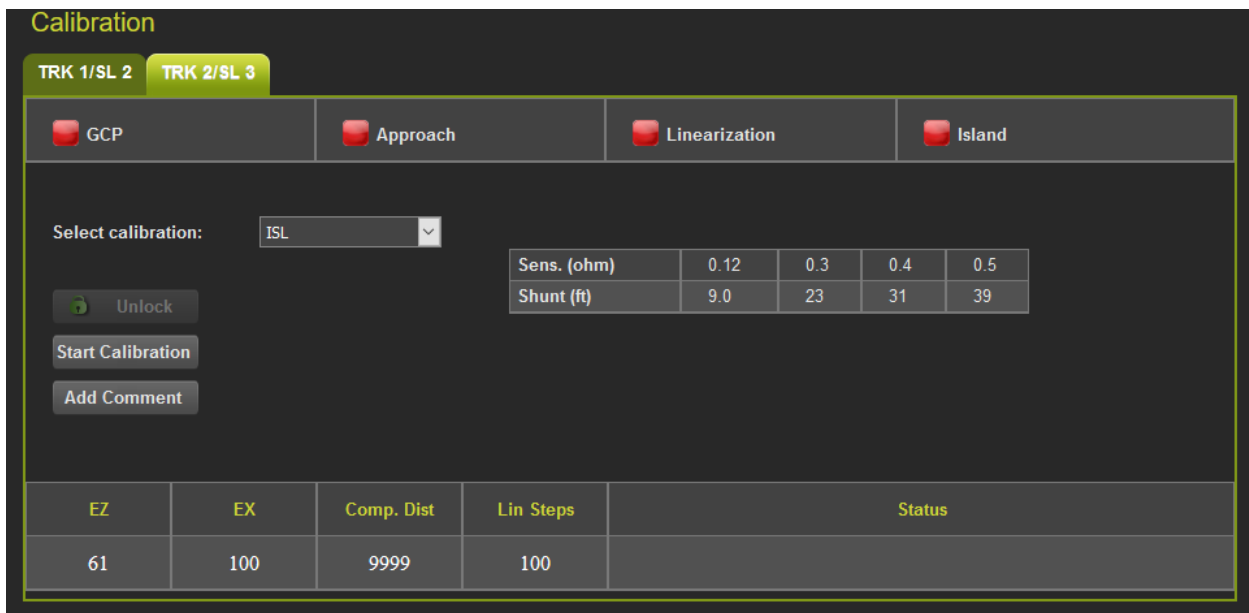 Calibration
TRK 1/SL 2 TRK 2/SL 3
GCP Approach Linearization Island
Select calibration: ISL
Sens. (ohm) 0.12 0.3 0.4 0.5
Shunt (ft) 9.0 23 31 39
Unlock
Start Calibration
Add Comment
EZ EX Comp. Dist Lin Steps Status
61 100 9999 100